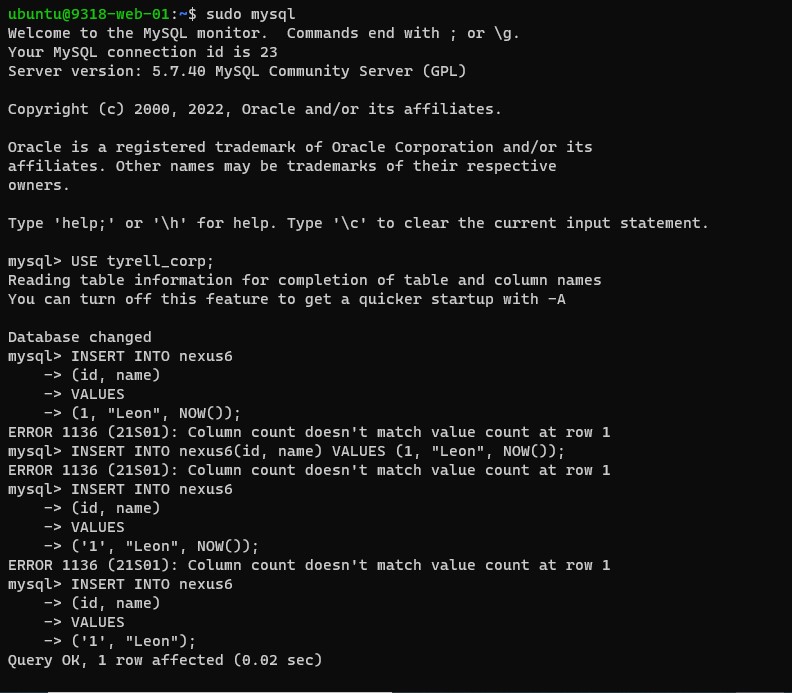 ubuntu@9318-web-01:~$ sudo mysql
Welcome to the MySQL monitor.  Commands end with ; or \g.
Your MySQL connection id is 23
Server version: 5.7.40 MySQL Community Server (GPL)

Copyright (c) 2000, 2022, Oracle and/or its affiliates.

Oracle is a registered trademark of Oracle Corporation and/or its
affiliates. Other names may be trademarks of their respective
owners.

Type 'help;' or '\h' for help. Type '\c' to clear the current input statement.

mysql> USE tyrell_corp;
Reading table information for completion of table and column names
You can turn off this feature to get a quicker startup with -A

Database changed
mysql> INSERT INTO nexus6
    -> (id, name)
    -> VALUES
    -> (1, "Leon", NOW());
ERROR 1136 (21S01): Column count doesn't match value count at row 1
mysql> INSERT INTO nexus6(id, name) VALUES (1, "Leon", NOW());
ERROR 1136 (21S01): Column count doesn't match value count at row 1
mysql> INSERT INTO nexus6
    -> (id, name)
    -> VALUES
    -> ('1', "Leon", NOW());
ERROR 1136 (21S01): Column count doesn't match value count at row 1
mysql> INSERT INTO nexus6
    -> (id, name)
    -> VALUES
    -> ('1', "Leon");
Query OK, 1 row affected (0.02 sec)